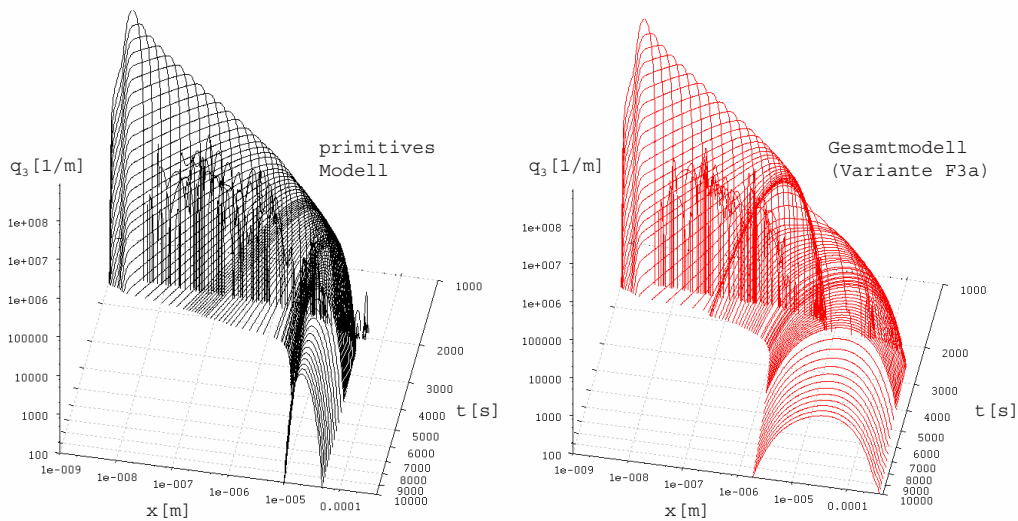 primitives
Modell
q3 [1/m]
1e+008
1e+007
1e+006
100000
10000
1000
100
1e-009
1e-008
1e-007
1e-006
1e-005
0.0001
x[m]
1000
2000
3000
4000
5000
6000
7000
8000
9000
10000
t[s]
Gesamtmodell
(Variante F3a)
q3 [1/m]
1e+008
1e+007
1e+006
100000
10000
1000
100
1e-009
1e-008
1e-007
1e-006
1e-005
0.0001
x[m]
1000
2000
3000
4000
5000
6000
7000
8000
9000
10000
t[s]